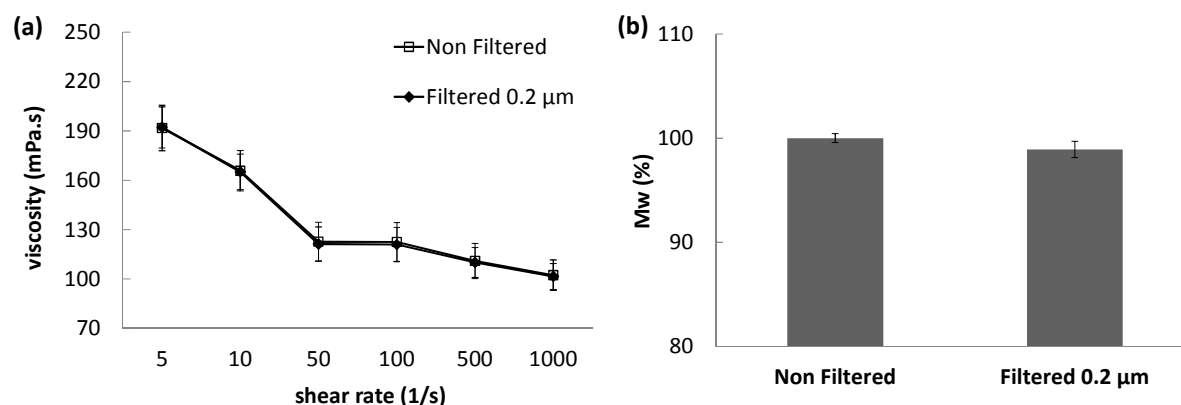 (a)
250
220
190
160
130
100
70
viscosity (mPa.s)
Non Filtered
Filtered 0.2 µm
5 10 50 100 500 1000
shear rate (1/s)
(b)
110
100
90
80
Mw (%)
Non Filtered Filtered 0.2 µm